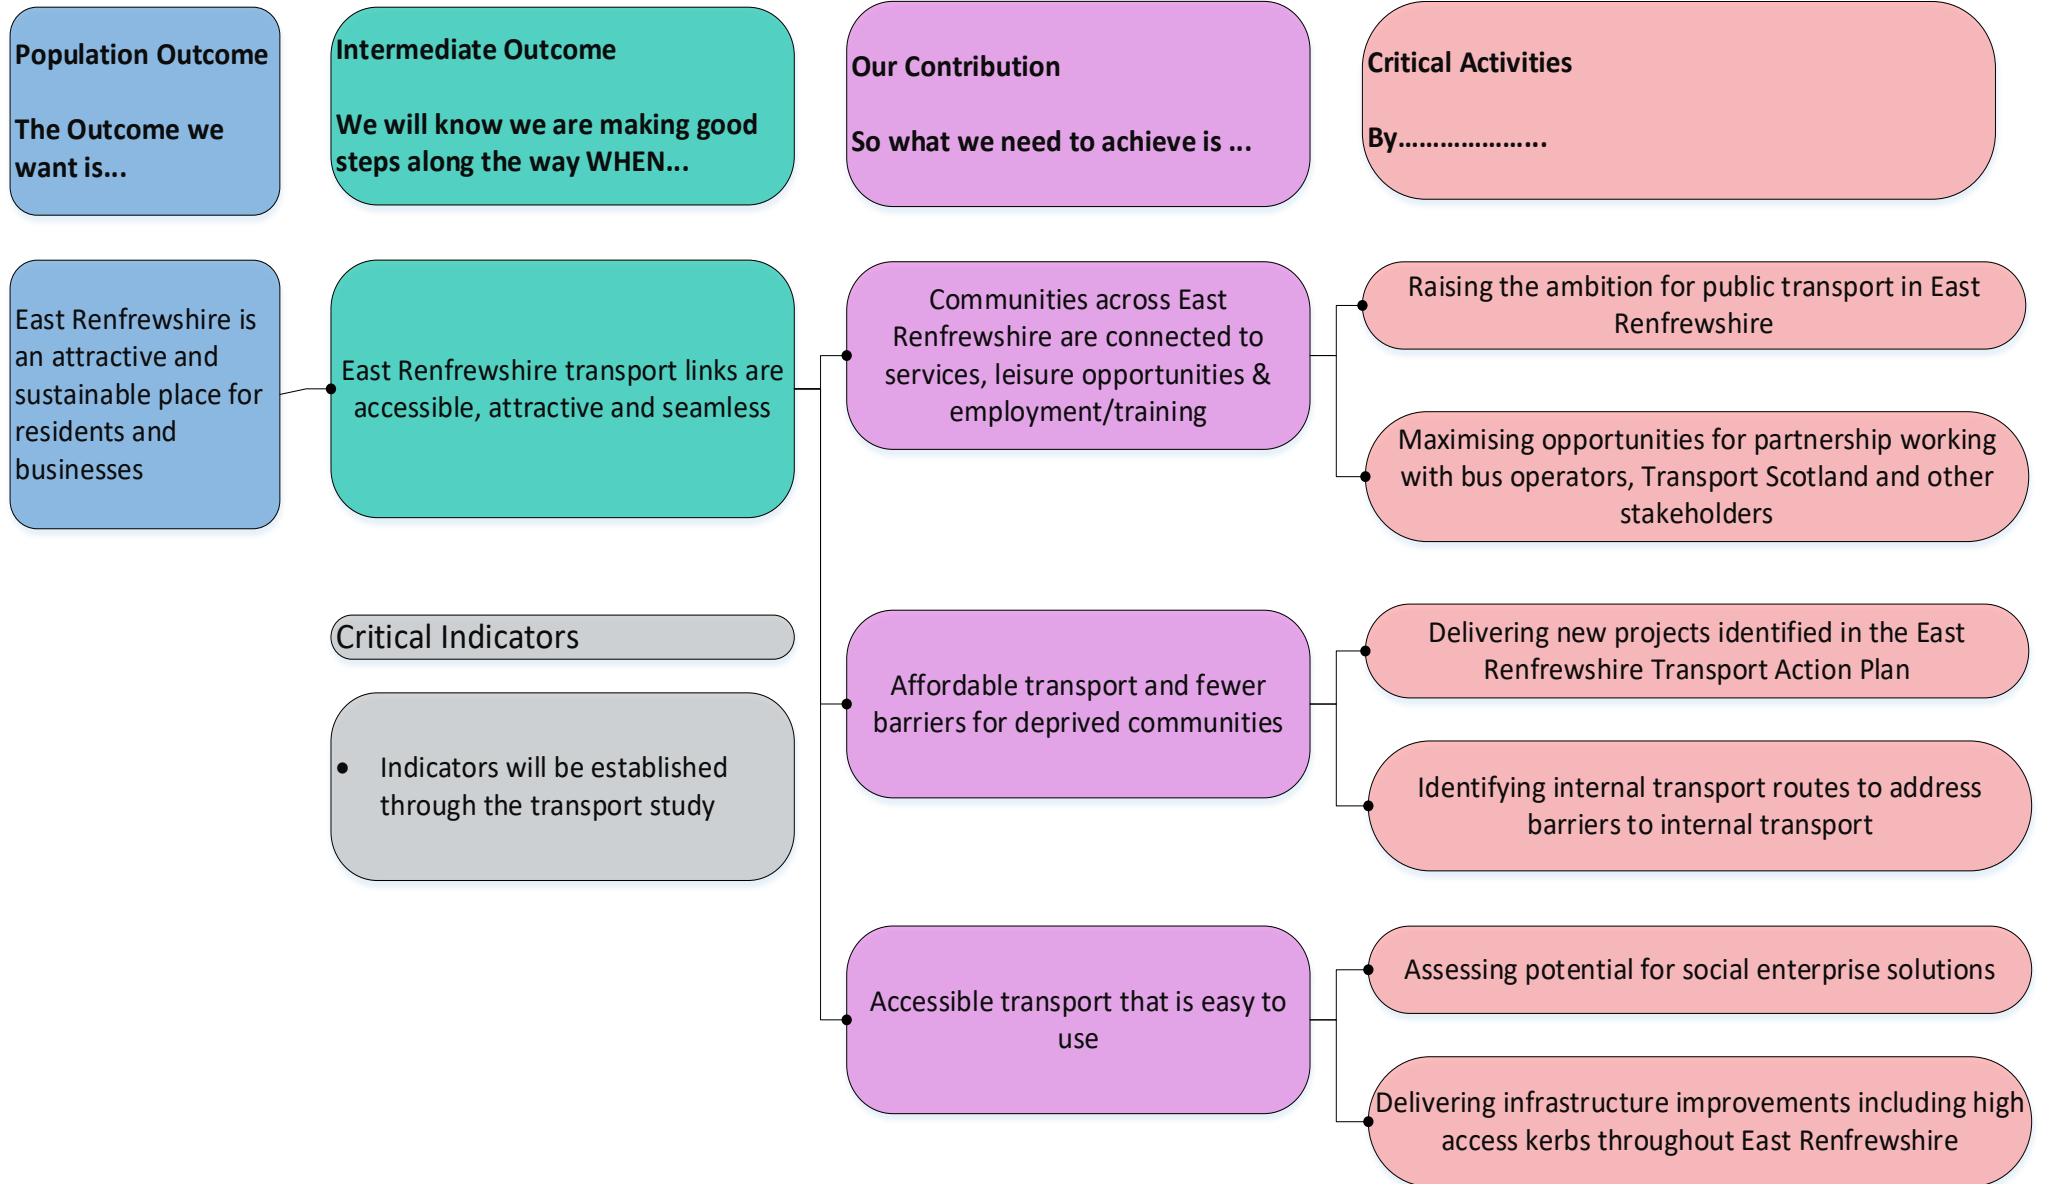 Population Outcome
The Outcome we
want is...
Intermediate Outcome
We will know we are making good
steps along the way WHEN...
Our Contribution
So what we need to achieve is ...
Critical Activities
By………………...
East Renfrewshire is
an attractive and
sustainable place for
residents and
businesses
East Renfrewshire transport links are
accessible, attractive and seamless
Critical Indicators
• Indicators will be established
through the transport study
Communities across East
Renfrewshire are connected to
services, leisure opportunities &
employment/training
Affordable transport and fewer
barriers for deprived communities
Accessible transport that is easy to
use
Raising the ambition for public transport in East
Renfrewshire
Maximising opportunities for partnership working
with bus operators, Transport Scotland and other
stakeholders
Delivering new projects identified in the East
Renfrewshire Transport Action Plan
Identifying internal transport routes to address
barriers to internal transport
Assessing potential for social enterprise solutions
Delivering infrastructure improvements including high
access kerbs throughout East Renfrewshire